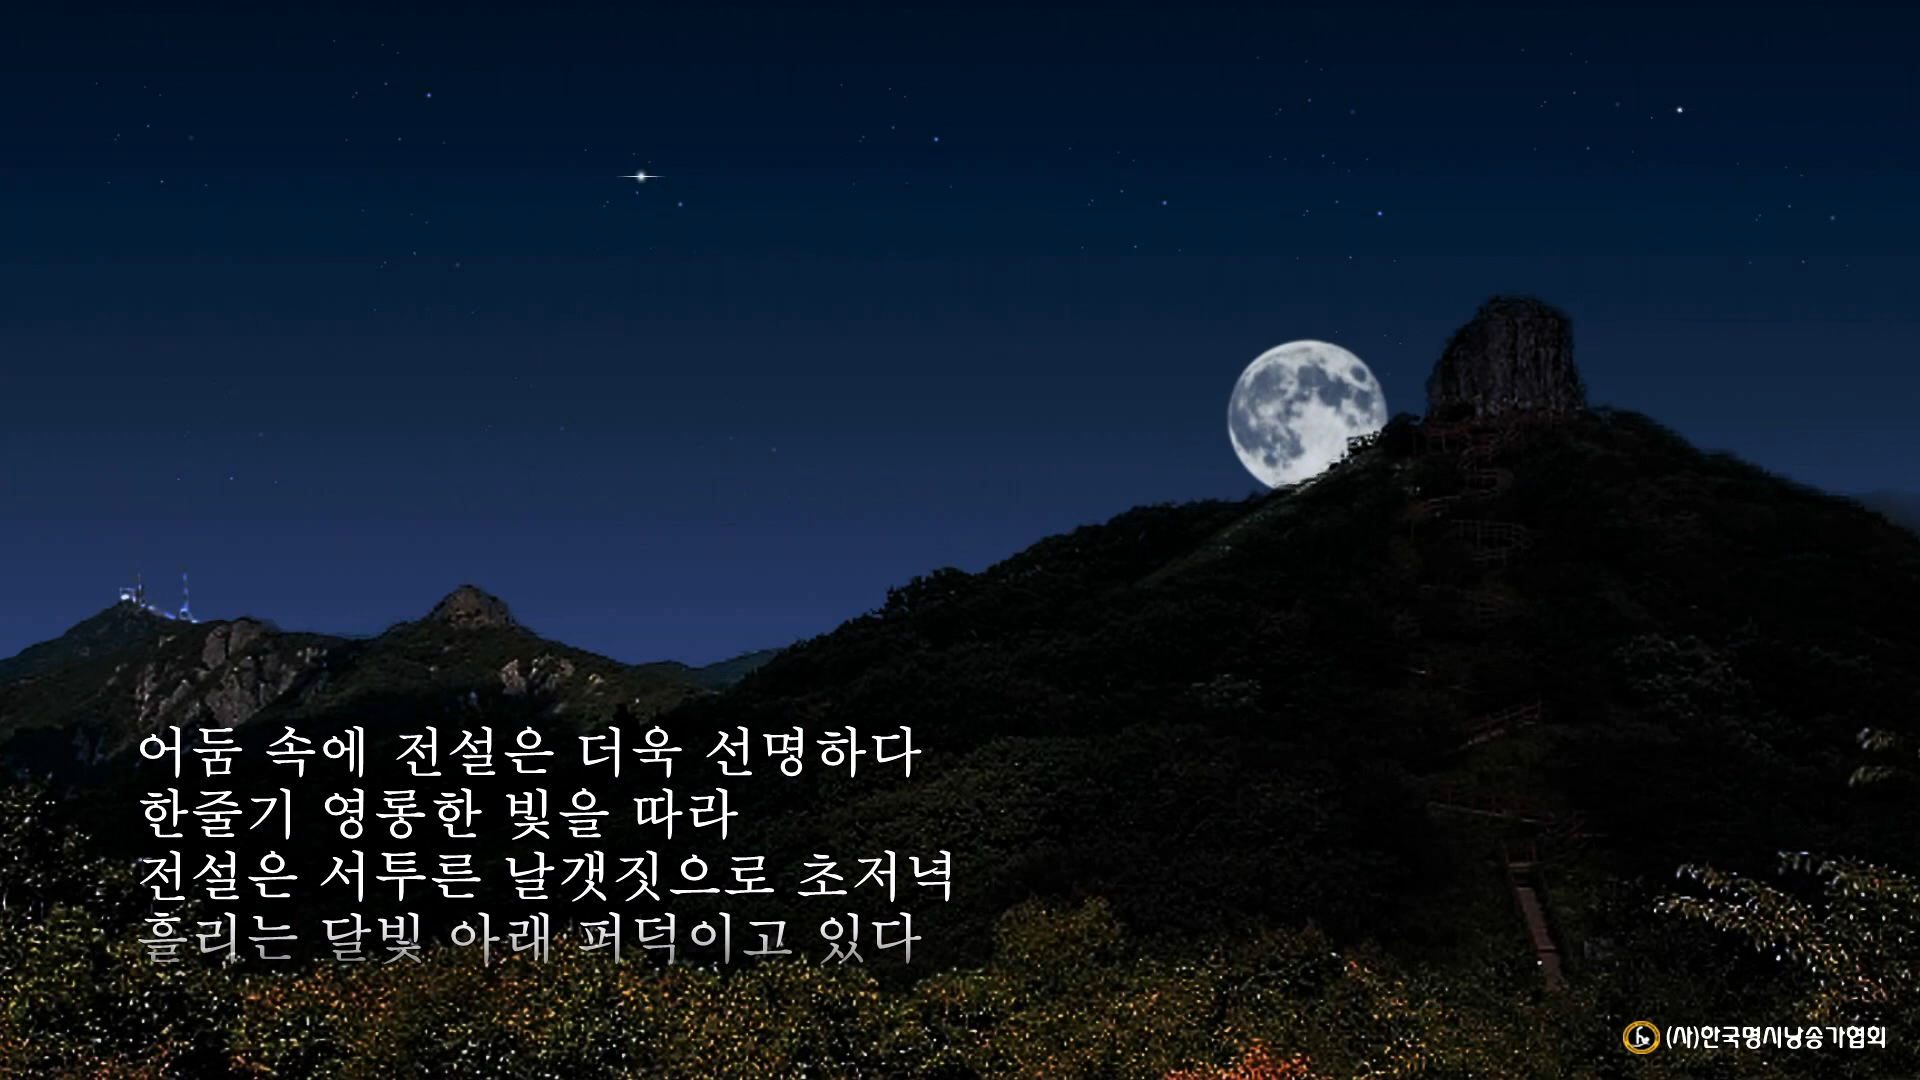 어둠 속에 전설은 더욱 선명하다
한줄기 영롱한 빛을 따라
전설은 서투른 날갯짓으로 초저녁
흘리는 달빛 아래 퍼덕이고 있다
(사)한국명시낭송가협회